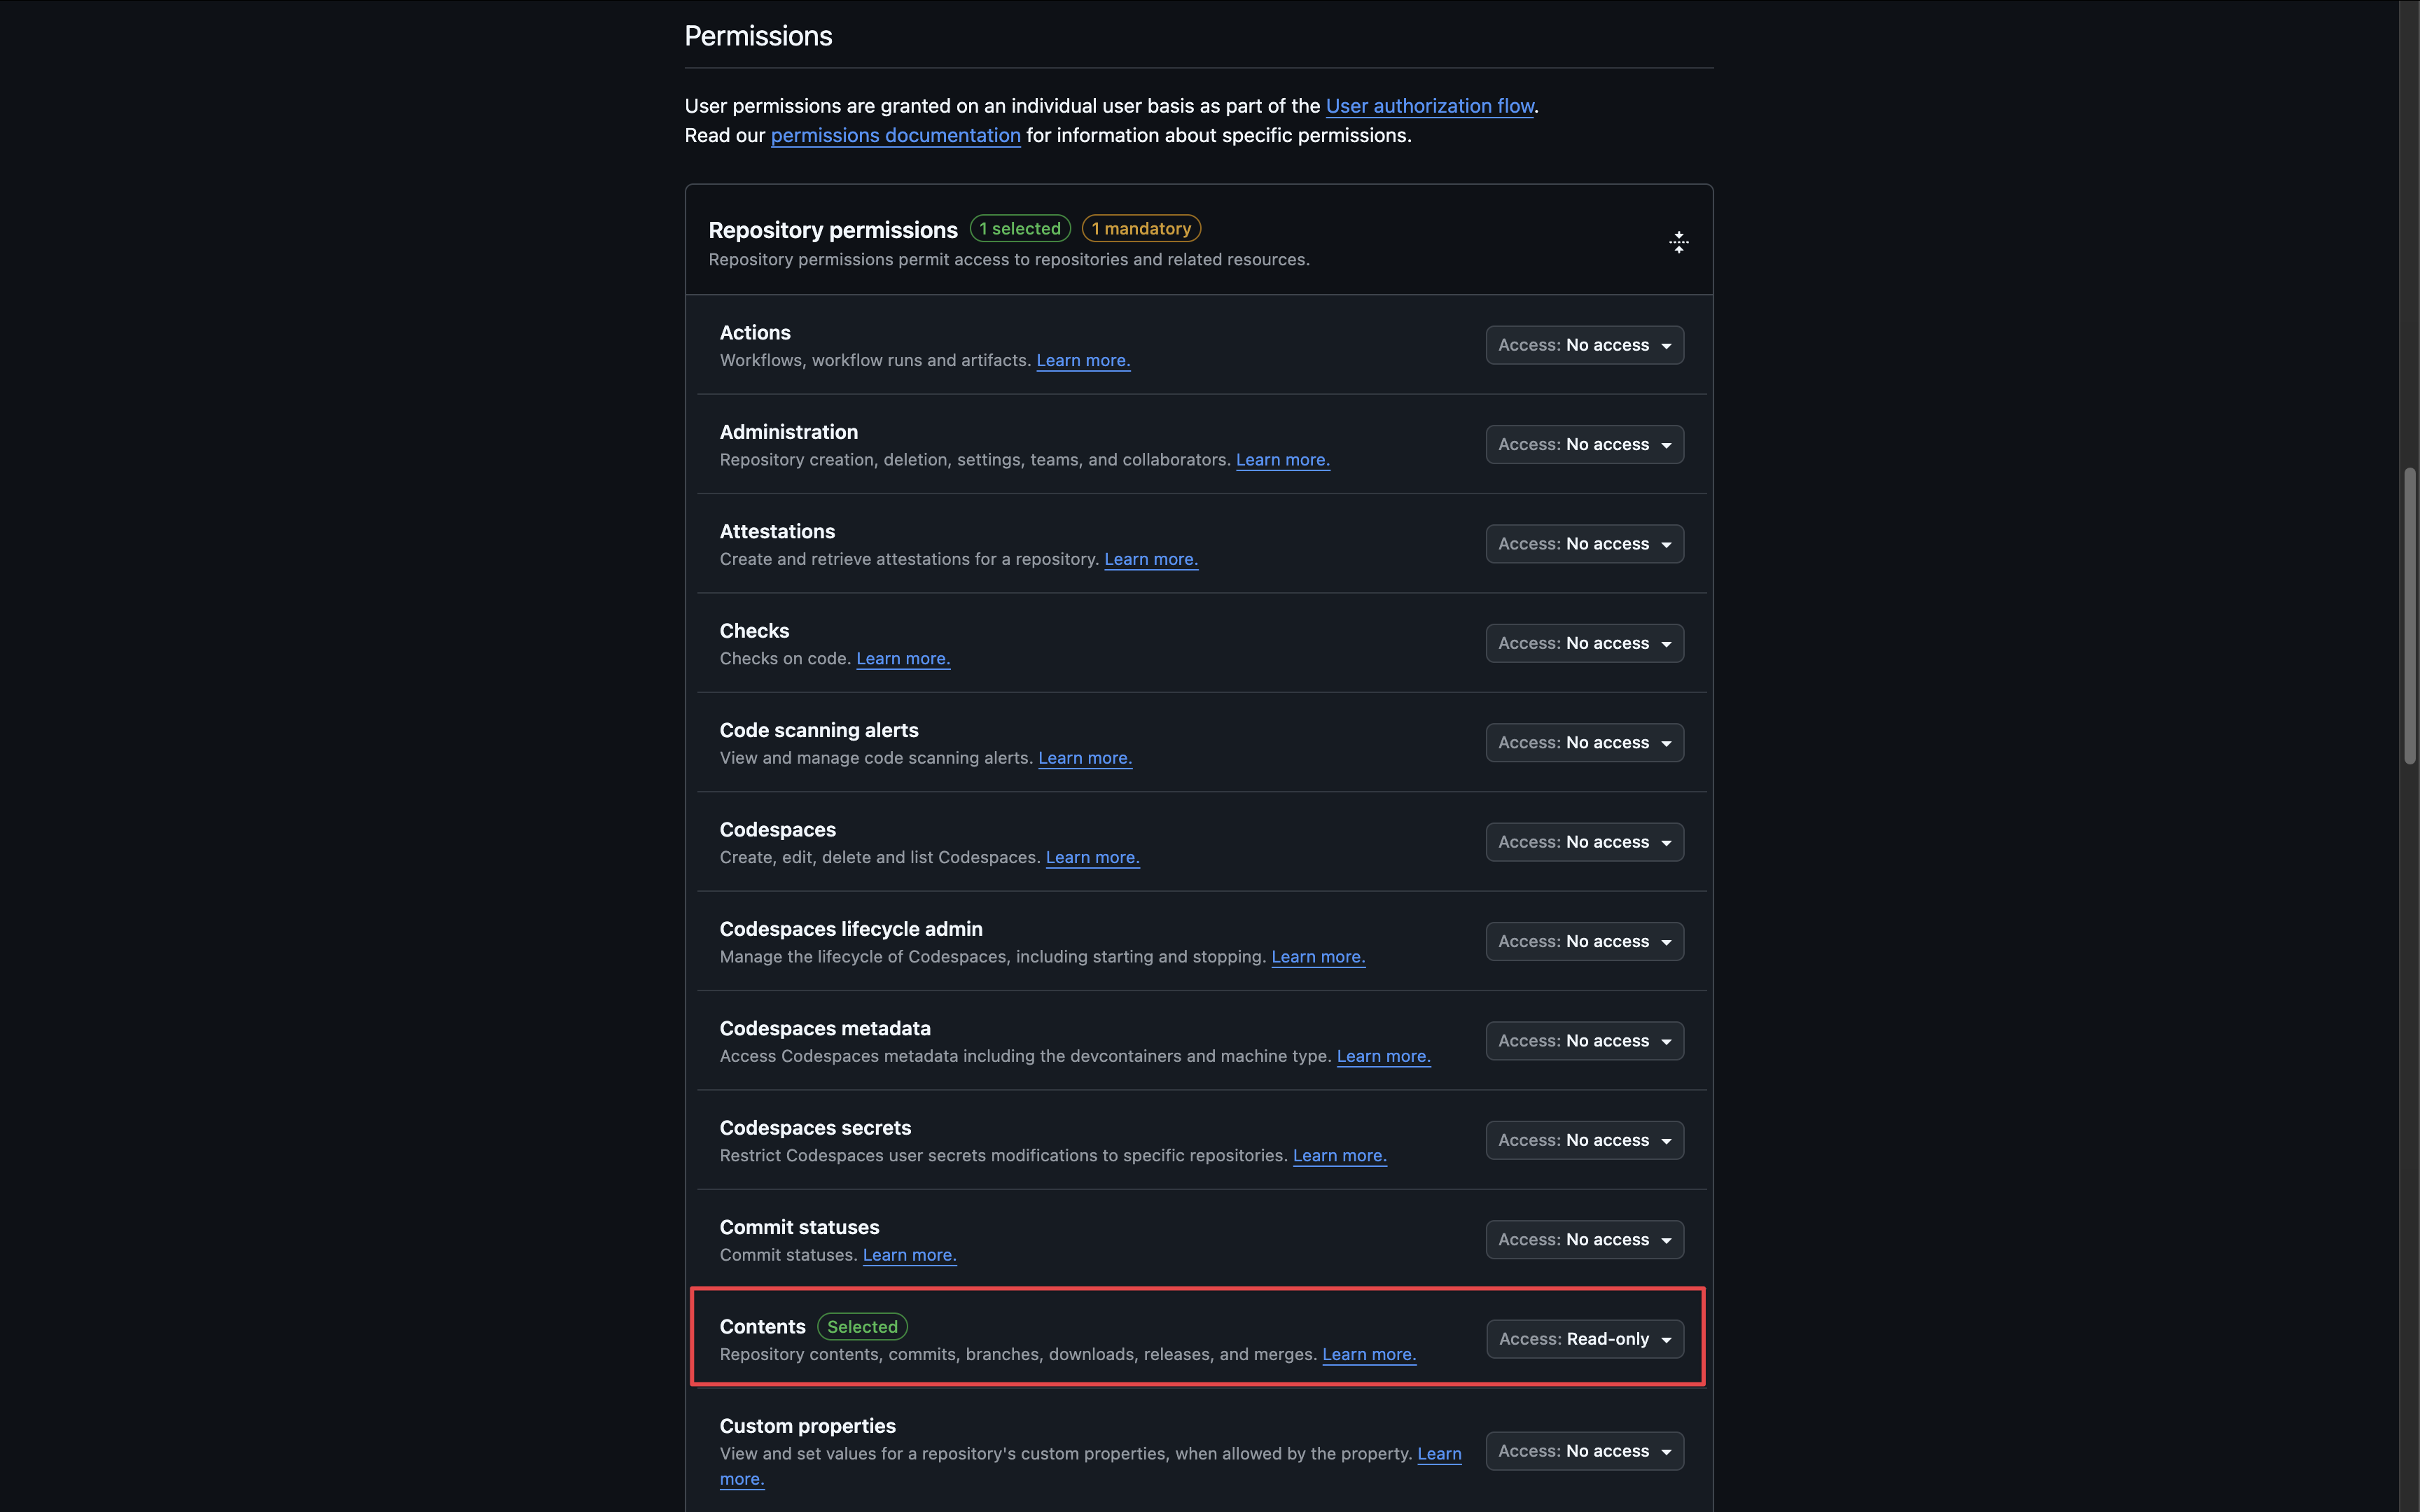 Permissions
User permissions are granted on an individual user basis as part of the User authorization flow.
Read our permissions documentation for information about specific permissions.
Repository permissions 1 selected 1 mandatory
Repository permissions permit access to repositories and related resources.
Actions
Workflows, workflow runs and artifacts. Learn more.
Access: No access
Administration
Repository creation, deletion, settings, teams, and collaborators. Learn more.
Access: No access
Attestations
Create and retrieve attestations for a repository. Learn more.
Access: No access
Checks
Checks on code. Learn more.
Access: No access
Code scanning alerts
View and manage code scanning alerts. Learn more.
Access: No access
Codespaces
Create, edit, delete and list Codespaces. Learn more.
Access: No access
Codespaces lifecycle admin
Manage the lifecycle of Codespaces, including starting and stopping. Learn more.
Access: No access
Codespaces metadata
Access Codespaces metadata including the devcontainers and machine type. Learn more.
Access: No access
Codespaces secrets
Restrict Codespaces user secrets modifications to specific repositories. Learn more.
Access: No access
Commit statuses
Commit statuses. Learn more.
Access: No access
Contents Selected
Repository contents, commits, branches, downloads, releases, and merges. Learn more.
Access: Read-only
Custom properties
View and set values for a repository's custom properties, when allowed by the property. Learn
more.
Access: No access